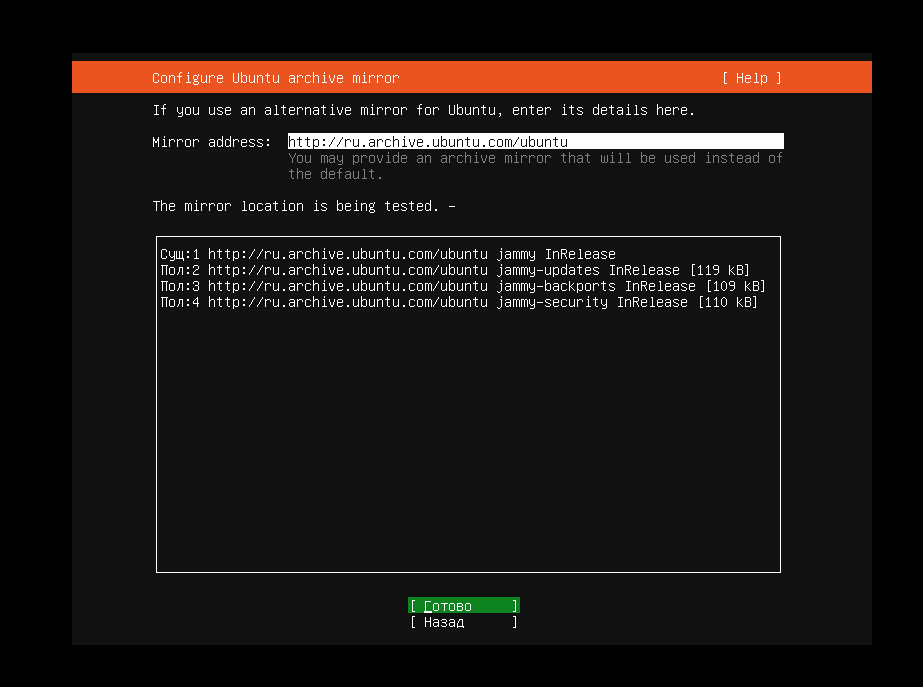 Configure Ubuntu archive mirror [ Help ]
If you use an alternative mirror for Ubuntu, enter its details here.
Mirror address: http://ru.archive.ubuntu.com/ubuntu
You may provide an archive mirror that will be used instead of
the default.
The mirror location is being tested. -
Сущ:1 http://ru.archive.ubuntu.com/ubuntu jammy InRelease
Пол:2 http://ru.archive.ubuntu.com/ubuntu jammy-updates InRelease [119 kB]
Пол:3 http://ru.archive.ubuntu.com/ubuntu jammy-backports InRelease [109 kB]
Пол:4 http://ru.archive.ubuntu.com/ubuntu jammy-security InRelease [110 kB]
[ Готово ]
[ Назад ]